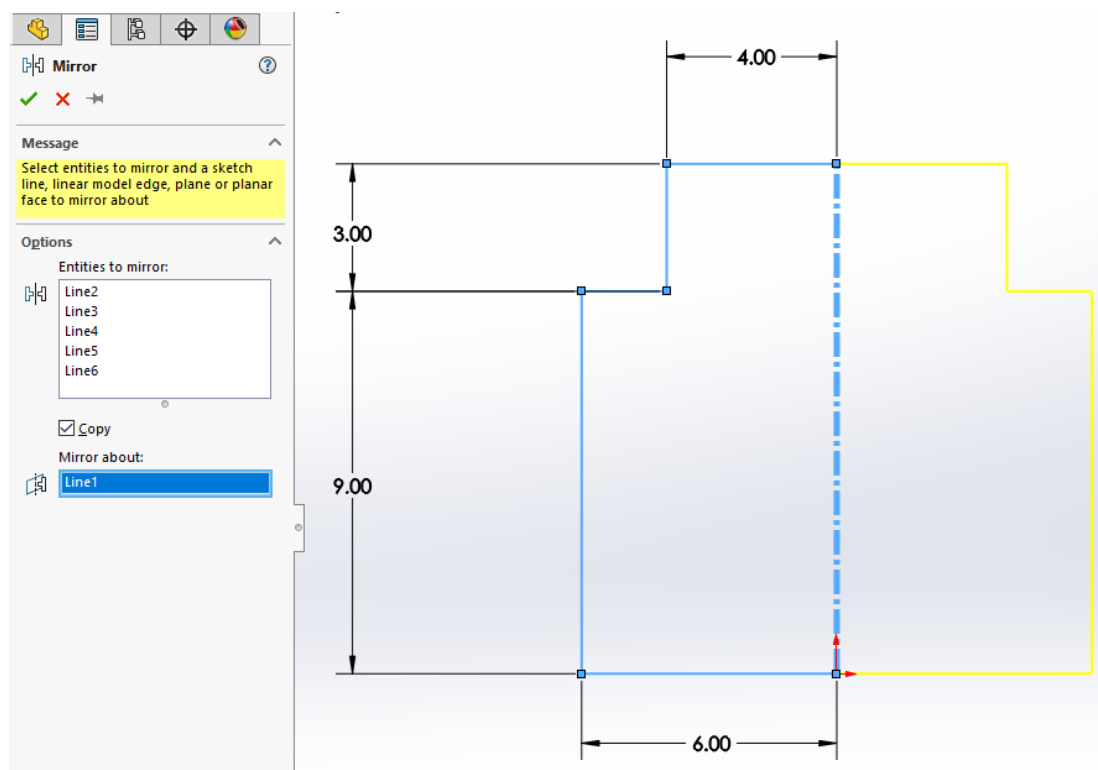 Mirror
Message
Select entities to mirror and a sketch
line, linear model edge, plane or planar
face to mirror about
Options
Entities to mirror:
Line2
Line3
Line4
Line5
Line6
Copy
Mirror about:
Line1
4.00
3.00
9.00
6.00